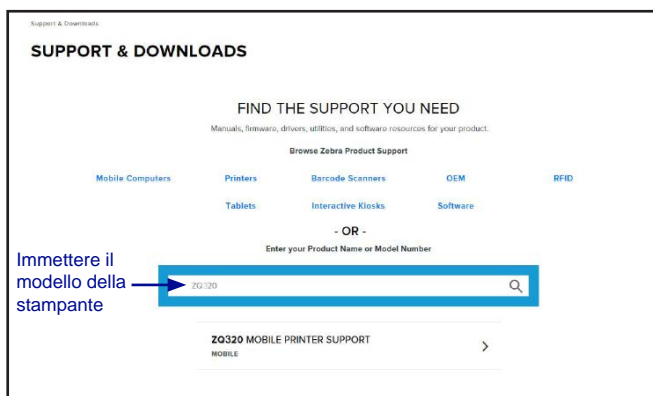 Support & Downloads
SUPPORT & DOWNLOADS
FIND THE SUPPORT YOU NEED
Manuals, firmware, drivers, utilities, and software resources for your product.
Browse Zebra Product Support
Mobile Computers Printers Barcode Scanners OEM RFID
Tablets Interactive Kiosks Software
- OR -
Enter your Product Name or Model Number
Immettere il
modello della
stampante
ZQ320
ZQ320 MOBILE PRINTER SUPPORT
MOBILE